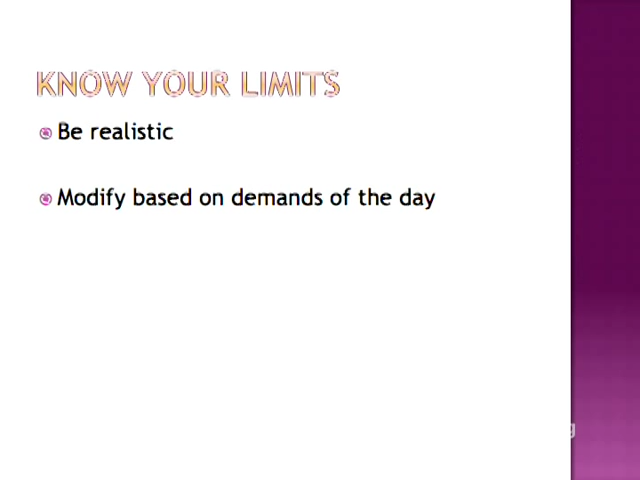 KNOW YOUR LIMITS
Be realistic
Modify based on demands of the day